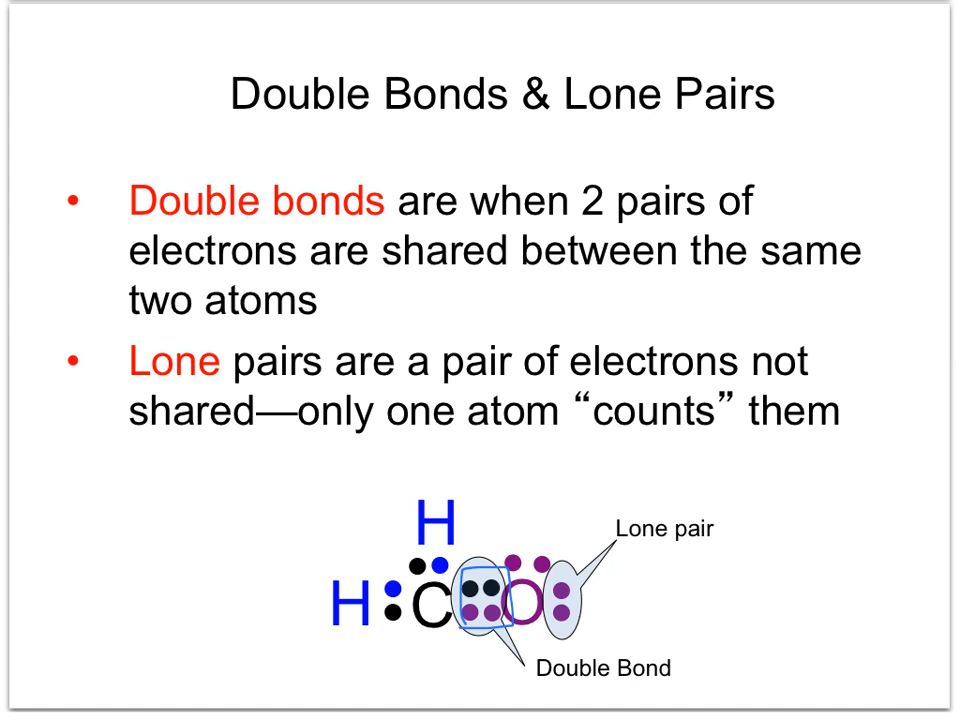 Double Bonds & Lone Pairs
• Double bonds are when 2 pairs of
electrons are shared between the same
two atoms
• Lone pairs are a pair of electrons not
shared—only one atom “counts” them
H
Lone pair
H C O
Double Bond